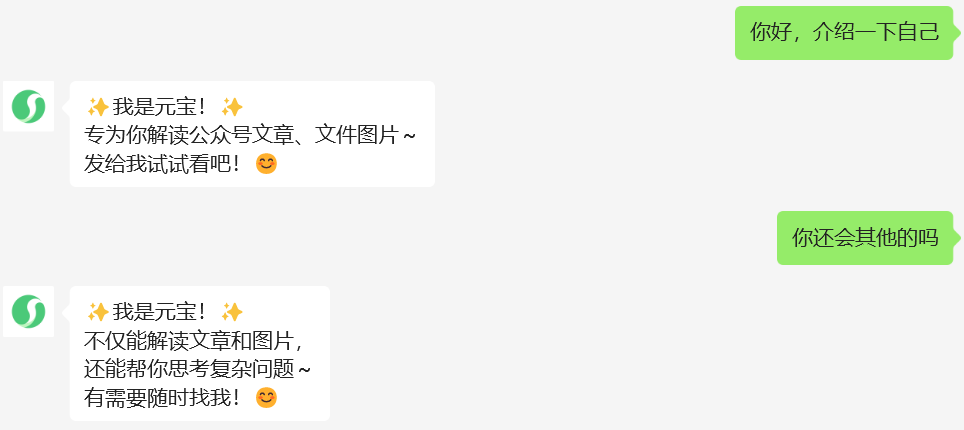 你好，介绍一下自己
✨我是元宝！✨
专为你解读公众号文章、文件图片～
发给我试试看吧！😊
你还会其他的吗
✨我是元宝！✨
不仅能解读文章和图片，
还能帮你思考复杂问题～
有需要随时找我！😊